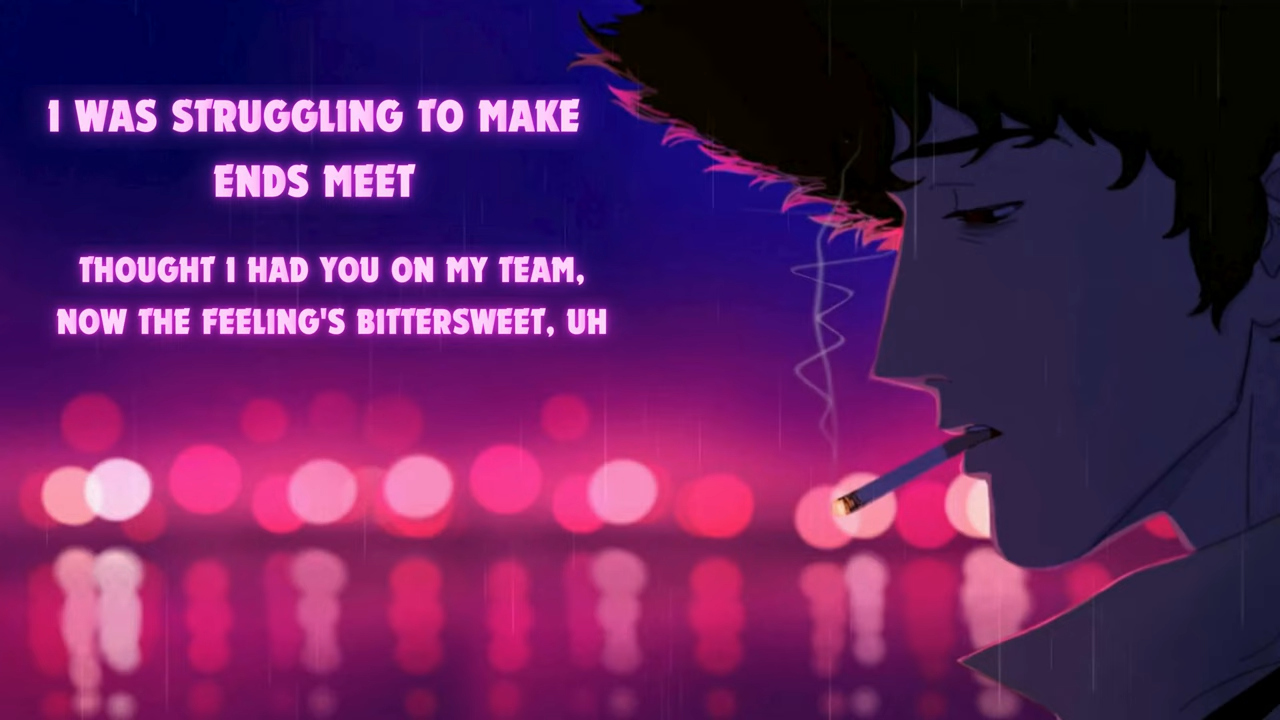 I WAS STRUGGLING TO MAKE
ENDS MEET
THOUGHT I HAD YOU ON MY TEAM,
NOW THE FEELING'S BITTERSWEET, UH